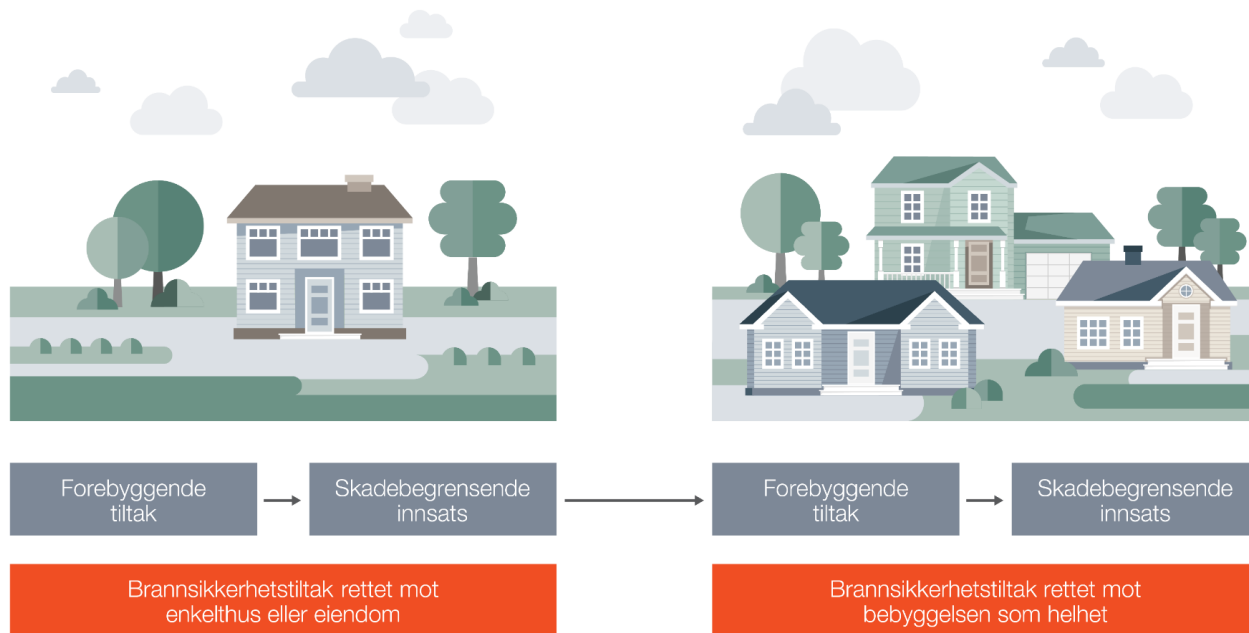 Forebyggende
tiltak
Skadebegrensende
innsats
Forebyggende
tiltak
Skadebegrensende
innsats
Brannsikkerhetstiltak rettet mot
enkelthus eller eiendom
Brannsikkerhetstiltak rettet mot
bebyggelsen som helhet